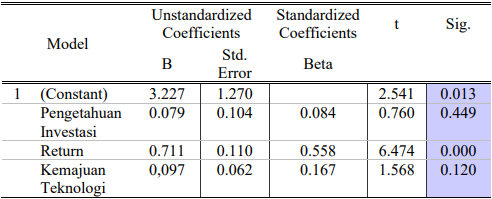 Model Unstandardized Coefficients Standardized Coefficients t Sig.
B Std. Error Beta
1 (Constant) 3.227 1.270 2.541 0.013
Pengetahuan Investasi 0.079 0.104 0.084 0.760 0.449
Return 0.711 0.110 0.558 6.474 0.000
Kemajuan Teknologi 0,097 0.062 0.167 1.568 0.120